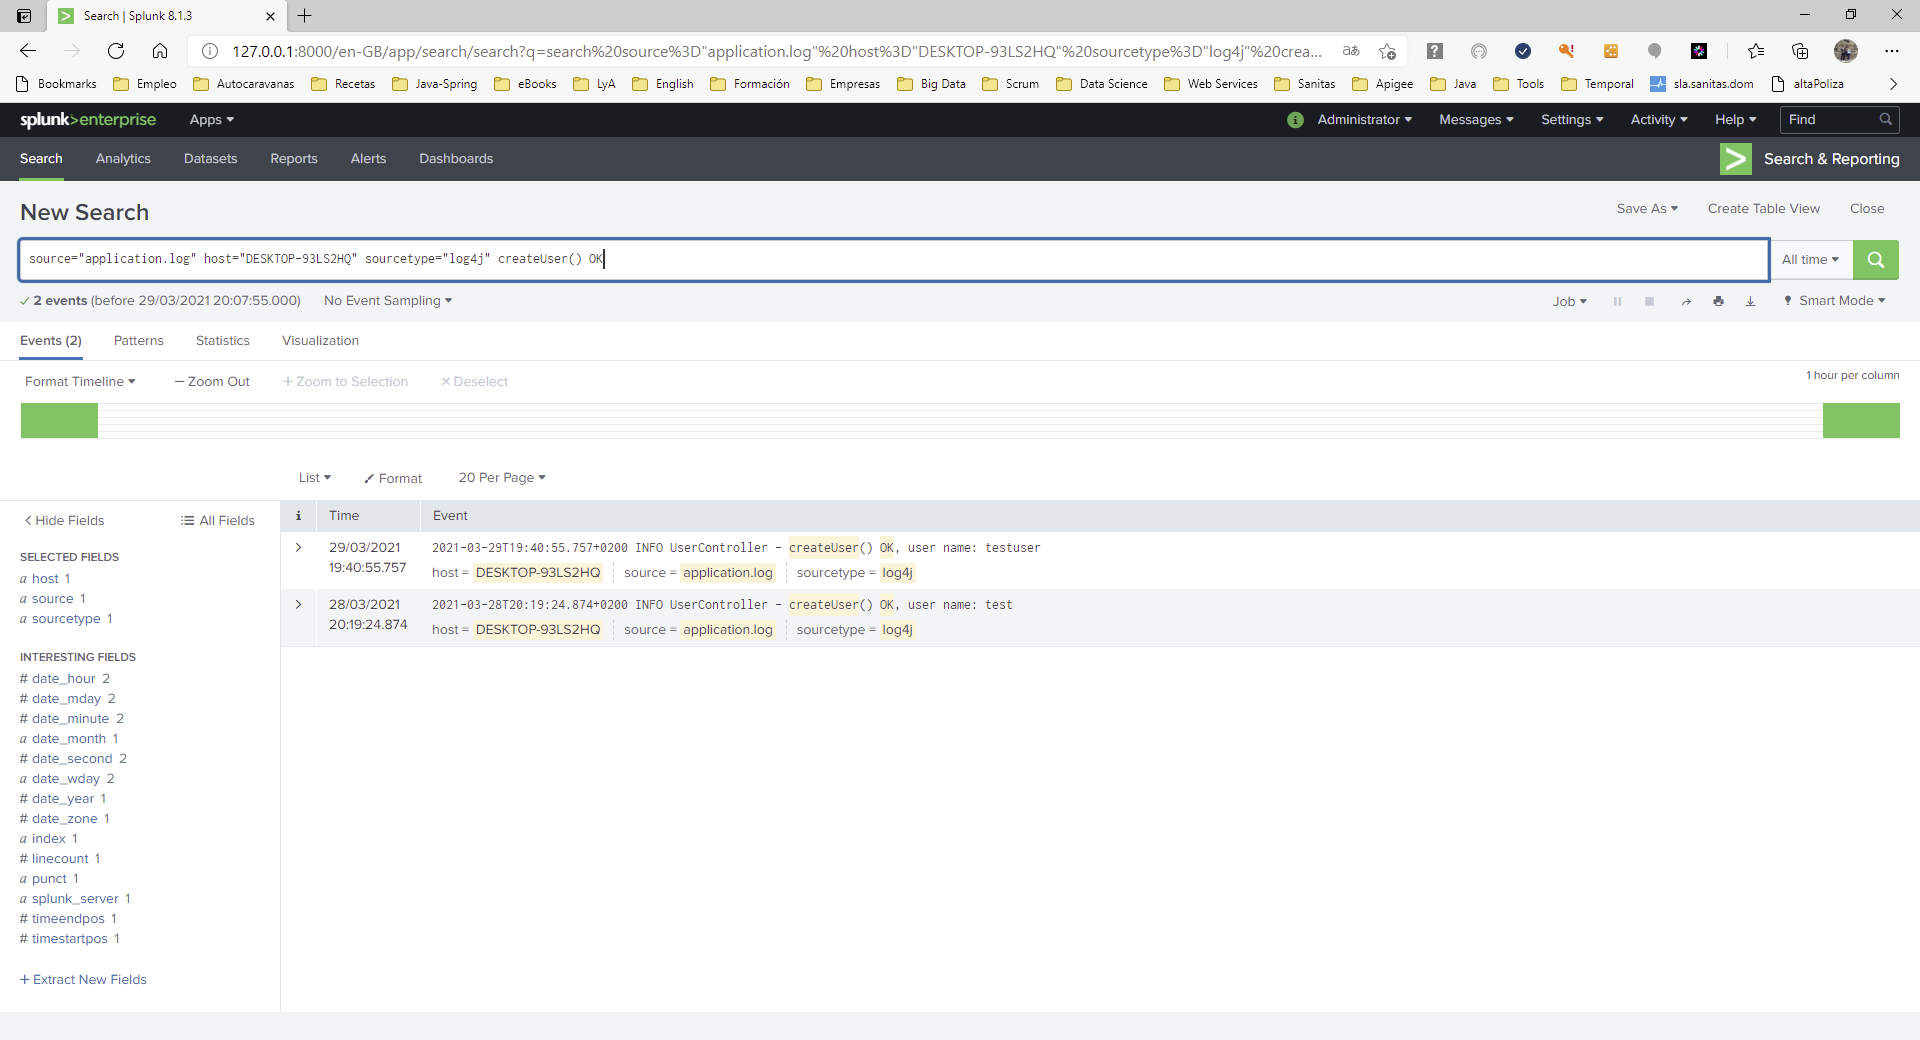 Search | Splunk 8.1.3
127.0.0.1:8000/en-GB/app/search/search?q=search%20source%3D"application.log"%20host%3D"DESKTOP-93LS2HQ"%20sourcetype%3D"log4j"%20crea...
Bookmarks Empleo Autocaravanas Recetas Java-Spring eBooks LyA English Formación Empresas Big Data Scrum Data Science Web Services Sanitas Apigee Java Tools Temporal sla.sanitas.dom altaPoliza
splunk>enterprise Apps Administrator Messages Settings Activity Help Find
Search Analytics Datasets Reports Alerts Dashboards Search & Reporting
New Search Save As Create Table View Close
source="application.log" host="DESKTOP-93LS2HQ" sourcetype="log4j" createUser() OK All time
2 events (before 29/03/2021 20:07:55.000) No Event Sampling Job Smart Mode
Events (2) Patterns Statistics Visualization
Format Timeline — Zoom Out + Zoom to Selection × Deselect 1 hour per column
List Format 20 Per Page
< Hide Fields All Fields
i Time Event
SELECTED FIELDS
a host 1
a source 1
a sourcetype 1
INTERESTING FIELDS
# date_hour 2
# date_mday 2
# date_minute 2
a date_month 1
# date_second 2
a date_wday 2
# date_year 1
# date_zone 1
a index 1
# linecount 1
a punct 1
a splunk_server 1
# timeendpos 1
# timestartpos 1
+ Extract New Fields
29/03/2021 2021-03-29T19:40:55.757+0200 INFO UserController - createUser() OK, user name: testuser
19:40:55.757 host = DESKTOP-93LS2HQ source = application.log sourcetype = log4j
28/03/2021 2021-03-28T20:19:24.874+0200 INFO UserController - createUser() OK, user name: test
20:19:24.874 host = DESKTOP-93LS2HQ source = application.log sourcetype = log4j